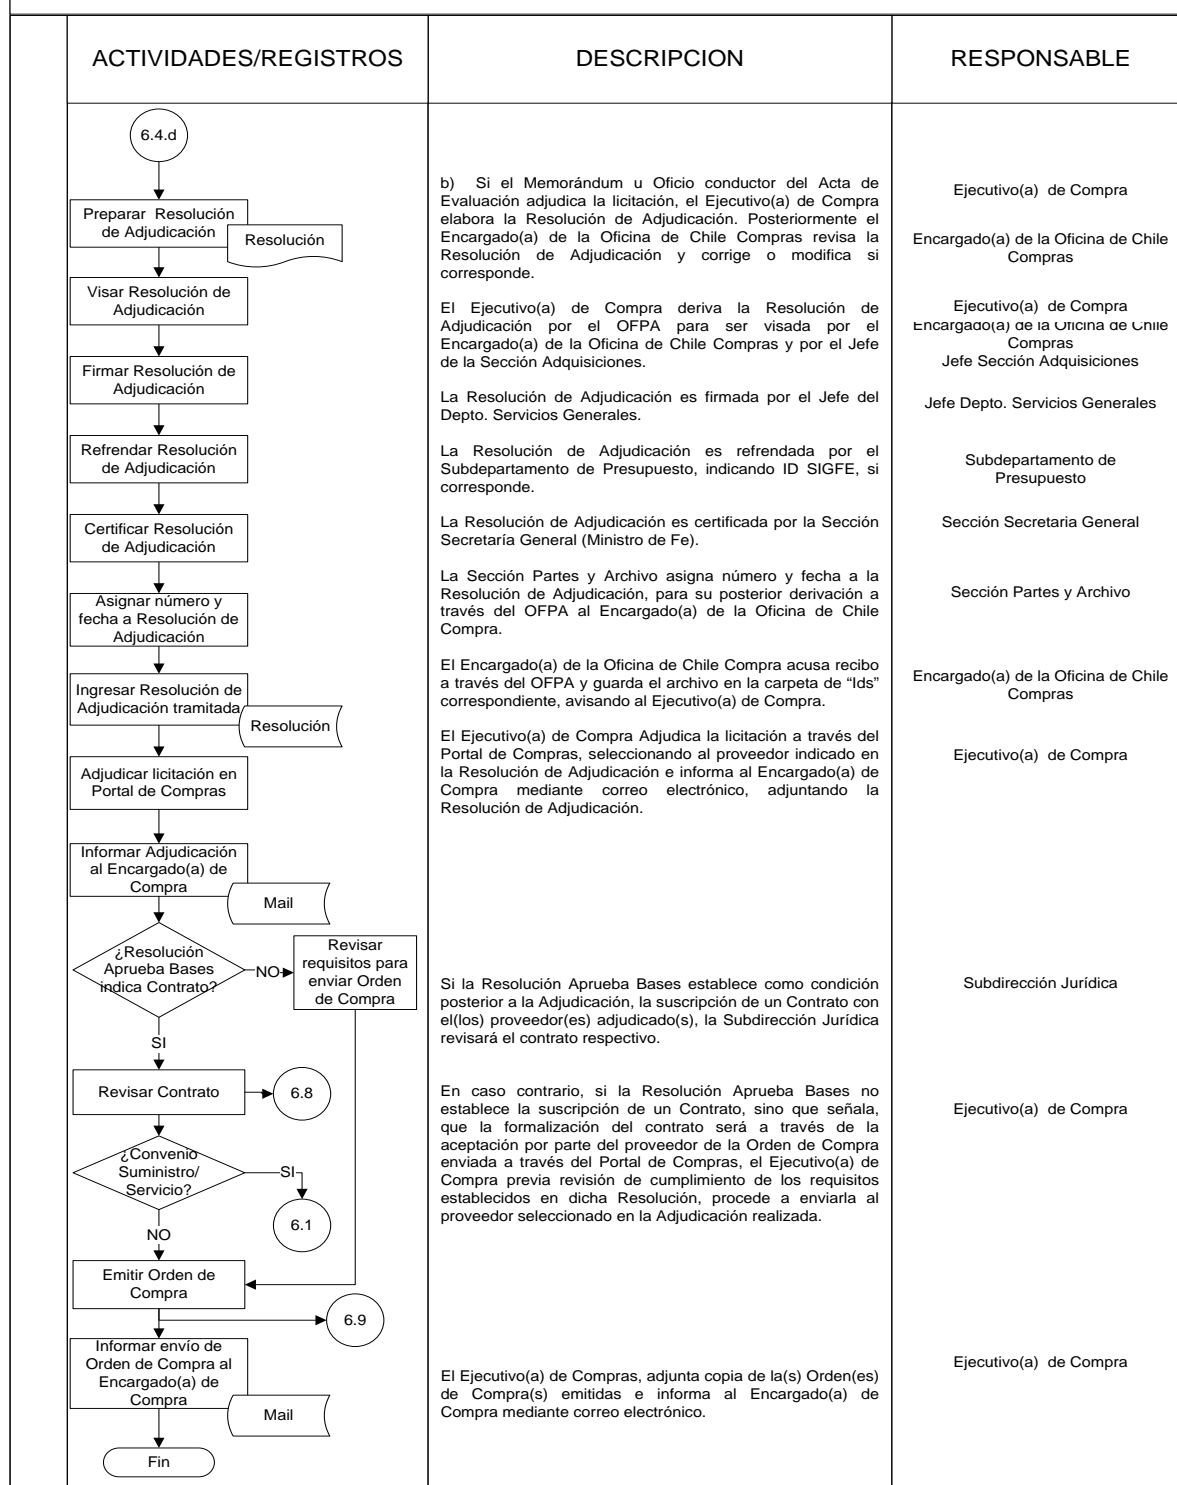 ACTIVIDADES/REGISTROS
DESCRIPCION
RESPONSABLE
6.4.d
Preparar Resolución
de Adjudicación
Resolución
Visar Resolución de
Adjudicación
Firmar Resolución de
Adjudicación
Refrendar Resolución
de Adjudicación
Certificar Resolución
de Adjudicación
Asignar número y
fecha a Resolución de
Adjudicación
Ingresar Resolución de
Adjudicación tramitada
Resolución
Adjudicar licitación en
Portal de Compras
Informar Adjudicación
al Encargado(a) de
Compra
Mail
¿Resolución
Aprueba Bases
indica Contrato?
NO
Revisar
requisitos para
enviar Orden
de Compra
SI
Revisar Contrato
6.8
¿Convenio
Suministro/
Servicio?
SI
6.1
NO
Emitir Orden de
Compra
6.9
Informar envío de
Orden de Compra al
Encargado(a) de
Compra
Mail
Fin
b) Si el Memorándum u Oficio conductor del Acta de
Evaluación adjudica la licitación, el Ejecutivo(a) de Compra
elabora la Resolución de Adjudicación. Posteriormente el
Encargado(a) de la Oficina de Chile Compras revisa la
Resolución de Adjudicación y corrige o modifica si
corresponde.
El Ejecutivo(a) de Compra deriva la Resolución de
Adjudicación por el OFPA para ser visada por el
Encargado(a) de la Oficina de Chile Compras y por el Jefe
de la Sección Adquisiciones.
La Resolución de Adjudicación es firmada por el Jefe del
Depto. Servicios Generales.
La Resolución de Adjudicación es refrendada por el
Subdepartamento de Presupuesto, indicando ID SIGFE, si
corresponde.
La Resolución de Adjudicación es certificada por la Sección
Secretaría General (Ministro de Fe).
La Sección Partes y Archivo asigna número y fecha a la
Resolución de Adjudicación, para su posterior derivación a
través del OFPA al Encargado(a) de la Oficina de Chile
Compra.
El Encargado(a) de la Oficina de Chile Compra acusa recibo
a través del OFPA y guarda el archivo en la carpeta de “Ids”
correspondiente, avisando al Ejecutivo(a) de Compra.
El Ejecutivo(a) de Compra Adjudica la licitación a través del
Portal de Compras, seleccionando al proveedor indicado en
la Resolución de Adjudicación e informa al Encargado(a) de
Compra mediante correo electrónico, adjuntando la
Resolución de Adjudicación.
Si la Resolución Aprueba Bases establece como condición
posterior a la Adjudicación, la suscripción de un Contrato con
el(los) proveedor(es) adjudicado(s), la Subdirección Jurídica
revisará el contrato respectivo.
En caso contrario, si la Resolución Aprueba Bases no
establece la suscripción de un Contrato, sino que señala,
que la formalización del contrato será a través de la
aceptación por parte del proveedor de la Orden de Compra
enviada a través del Portal de Compras, el Ejecutivo(a) de
Compra previa revisión de cumplimiento de los requisitos
establecidos en dicha Resolución, procede a enviarla al
proveedor seleccionado en la Adjudicación realizada.
El Ejecutivo(a) de Compras, adjunta copia de la(s) Orden(es)
de Compra(s) emitidas e informa al Encargado(a) de
Compra mediante correo electrónico.
Ejecutivo(a) de Compra
Encargado(a) de la Oficina de Chile
Compras
Ejecutivo(a) de Compra
Encargado(a) de la Oficina de Chile
Compras
Jefe Sección Adquisiciones
Jefe Depto. Servicios Generales
Subdepartamento de
Presupuesto
Sección Secretaria General
Sección Partes y Archivo
Encargado(a) de la Oficina de Chile
Compras
Ejecutivo(a) de Compra
Subdirección Jurídica
Ejecutivo(a) de Compra
Ejecutivo(a) de Compra